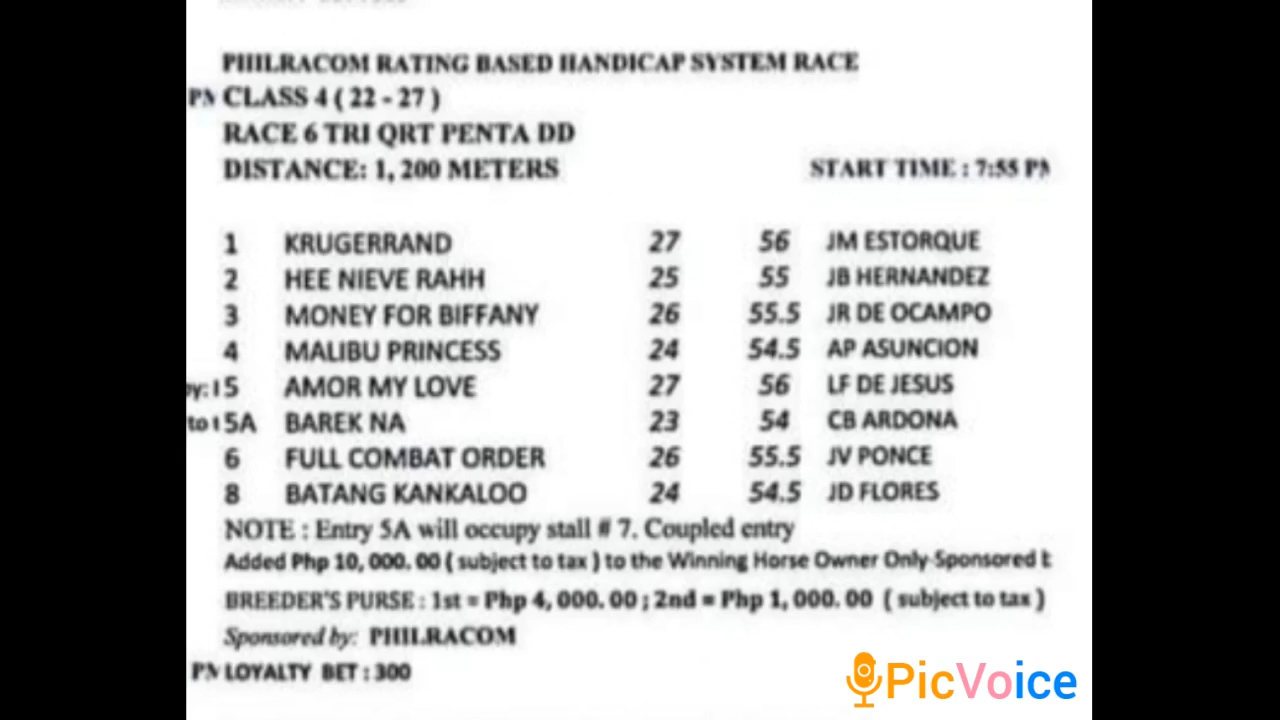 PHILRACOM RATING BASED HANDICAP SYSTEM RACE
CLASS 4 ( 22 - 27 )
RACE 6 TRI QRT PENTA DD
DISTANCE: 1, 200 METERS START TIME : 7:55 PM
1 KRUGERRAND 27 56 JM ESTORQUE
2 HEE NIEVE RAHH 25 55 JB HERNANDEZ
3 MONEY FOR BIFFANY 26 55.5 JR DE OCAMPO
4 MALIBU PRINCESS 24 54.5 AP ASUNCION
5 AMOR MY LOVE 27 56 LF DE JESUS
to 5A BAREK NA 23 54 CB ARDONA
6 FULL COMBAT ORDER 26 55.5 JV PONCE
8 BATANG KANKALOO 24 54.5 JD FLORES
NOTE : Entry 5A will occupy stall # 7. Coupled entry
Added Php 10, 000. 00 ( subject to tax ) to the Winning Horse Owner Only-Sponsored
BREEDER'S PURSE : 1st = Php 4, 000. 00 ; 2nd = Php 1, 000. 00 ( subject to tax )
Sponsored by: PHILRACOM
LOYALTY BET : 300
PicVoice